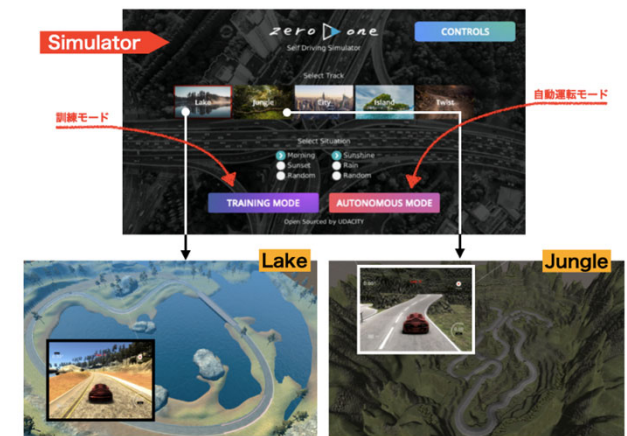 Simulator
zero one
Self Driving Simulator
CONTROLS
Select Track
Lake
Jungle
City
Island
Twist
訓練モード
自動運転モード
Select Situation
Morning
Sunshine
Sunset
Rain
Random
Random
TRAINING MODE
AUTONOMOUS MODE
Open Sourced by UDACITY
Lake
Jungle